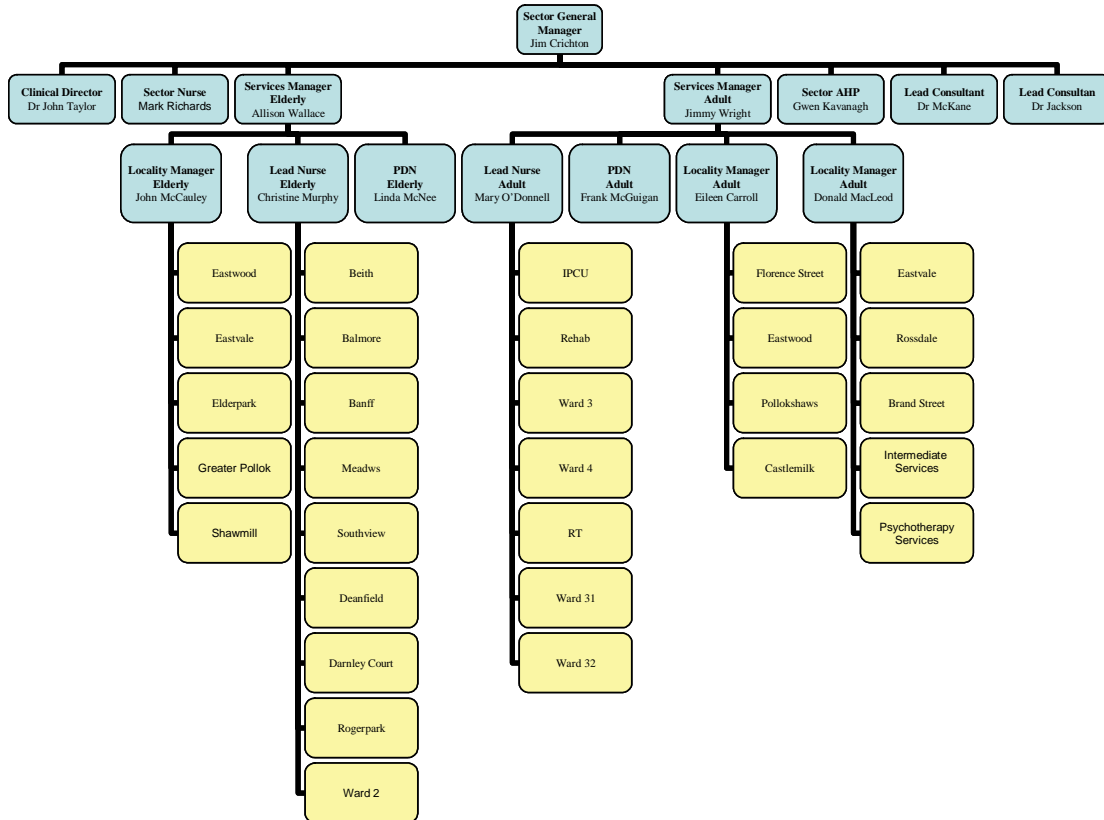 Sector General
Manager
Jim Crichton
Clinical Director
Dr John Taylor
Sector Nurse
Mark Richards
Services Manager
Elderly
Allison Wallace
Services Manager
Adult
Jimmy Wright
Sector AHP
Gwen Kavanagh
Lead Consultant
Dr McKane
Lead Consultan
Dr Jackson
Locality Manager
Elderly
John McCauley
Lead Nurse
Elderly
Christine Murphy
PDN
Elderly
Linda McNee
Lead Nurse
Adult
Mary O'Donnell
PDN
Adult
Frank McGuigan
Locality Manager
Adult
Eileen Carroll
Locality Manager
Adult
Donald MacLeod
Eastwood
Eastvale
Elderpark
Greater Pollok
Shawmill
Beith
Balmore
Banff
Meadws
Southview
Deanfield
Darnley Court
Rogerpark
Ward 2
IPCU
Rehab
Ward 3
Ward 4
RT
Ward 31
Ward 32
Florence Street
Eastwood
Pollokshaws
Castlemilk
Eastvale
Rossdale
Brand Street
Intermediate
Services
Psychotherapy
Services